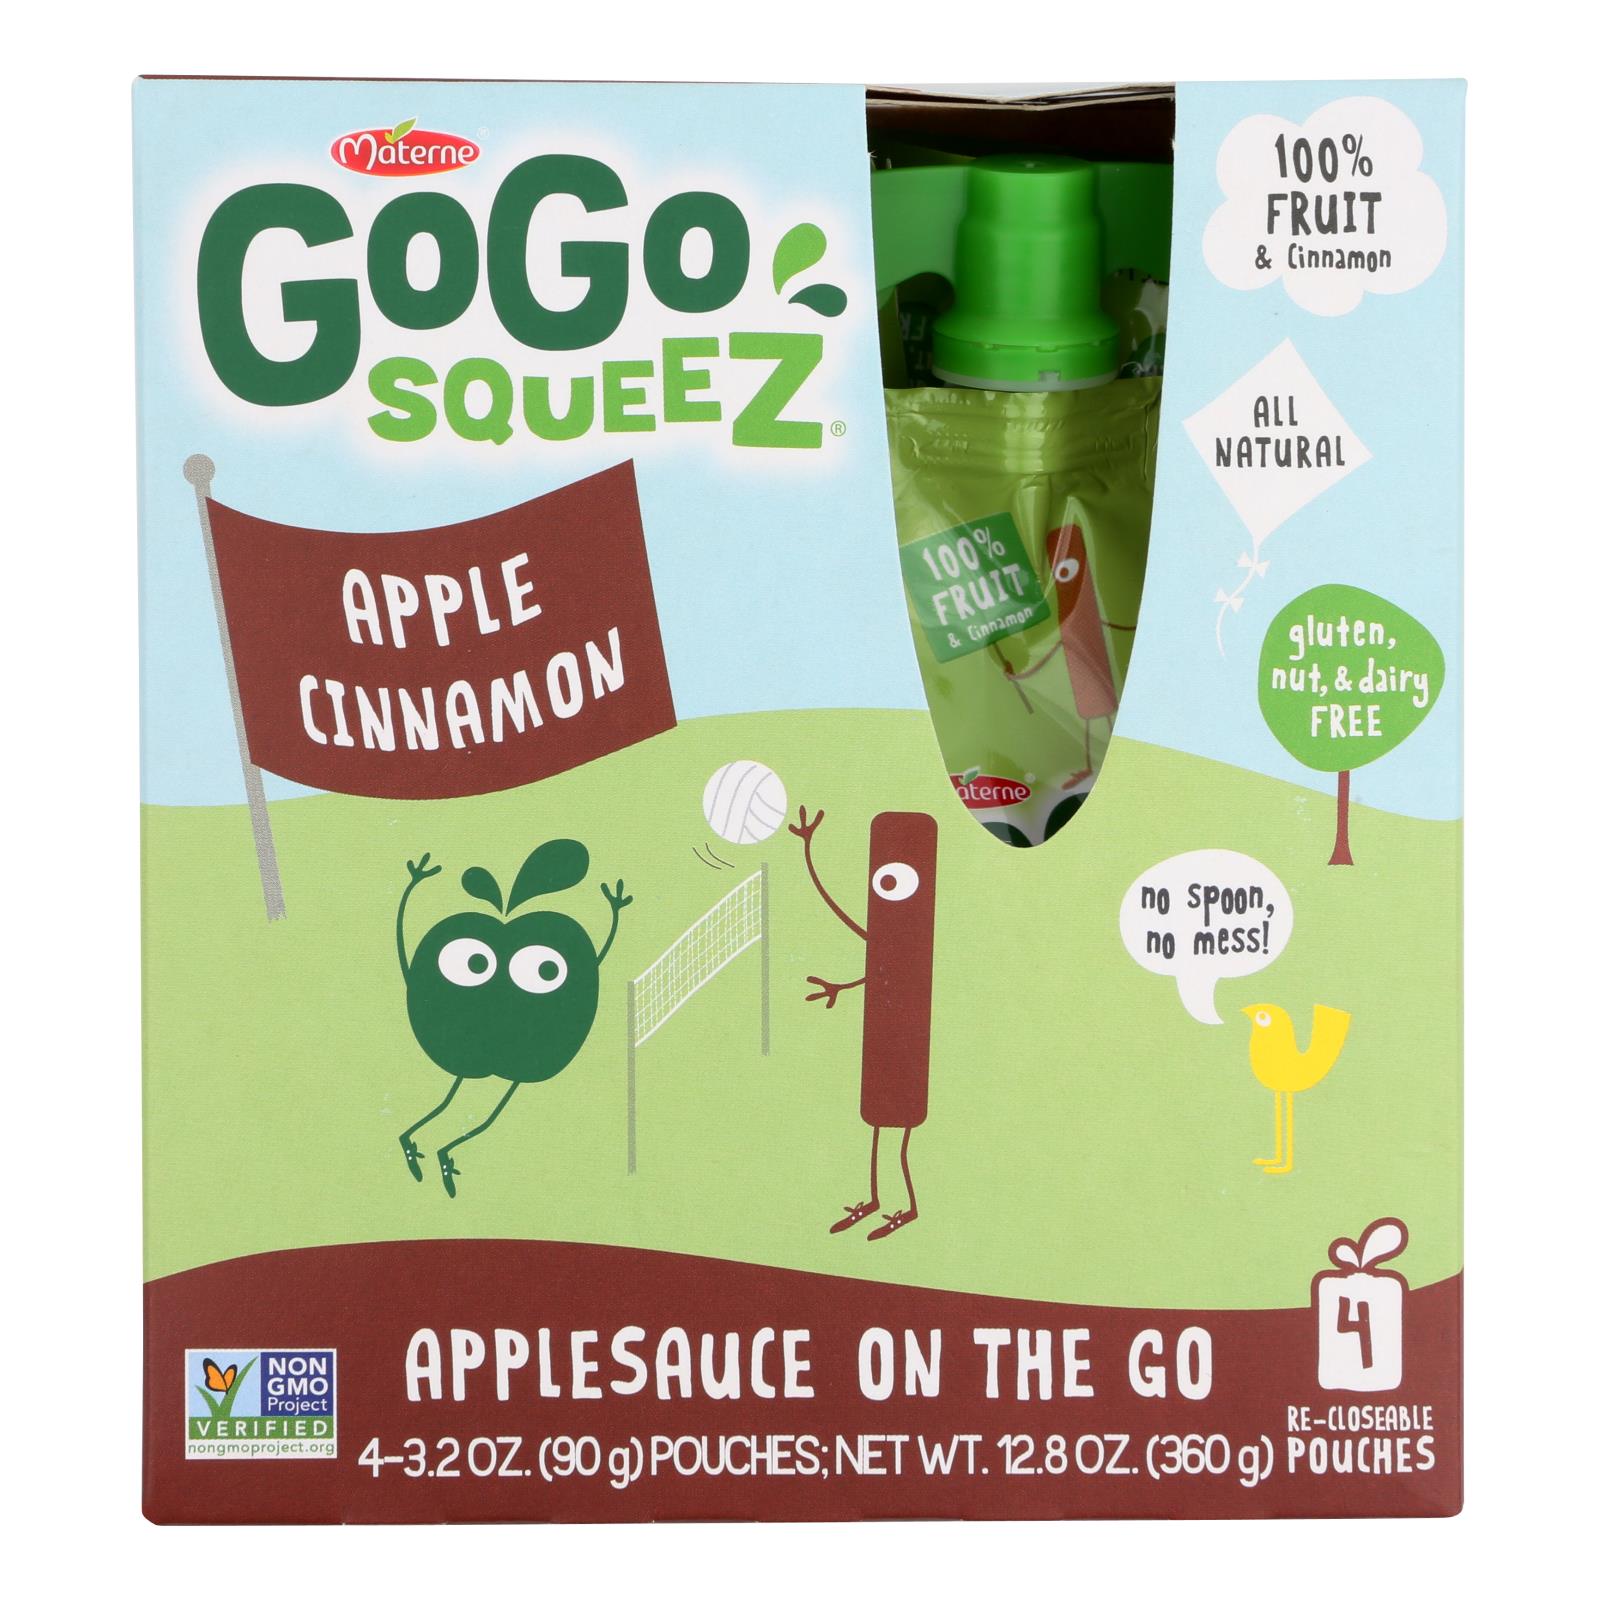 Materne®
GoGo
SQUEEZ®
APPLE
CINNAMON
100%
FRUIT
& Cinnamon
ALL
NATURAL
gluten,
nut, & dairy
FREE
100%
FRUIT
& Cinnamon
aterne®
no spoon,
no mess!
APPLESAUCE ON THE GO
4
RE-CLOSEABLE
POUCHES
NON
GMO
Project
VERIFIED
nongmoproject.org
4-3.2 OZ. (90 g) POUCHES; NET WT. 12.8 OZ. (360 g)